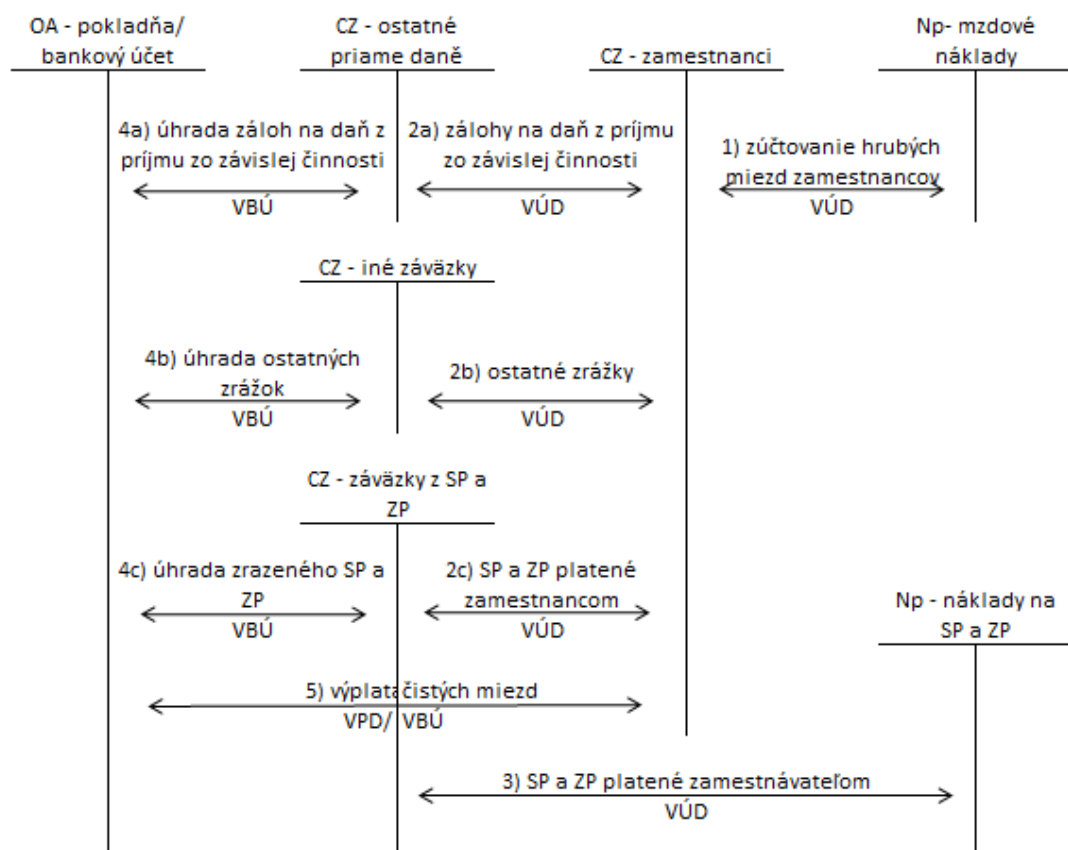 OA - pokladňa/
bankový účet
CZ - ostatné
priame daně
CZ - zamestnanci
Np- mzdové
náklady
4a) úhrada záloh na daň z
príjmu zo závislej činnosti
VBÚ
2a) zálohy na daň z príjmu
zo závislej činnosti
VÚD
1) zúčtovanie hrubých
miezd zamestnancov
VÚD
CZ - iné záväzky
4b) úhrada ostatných
zrážok
VBÚ
2b) ostatné zrážky
VÚD
CZ - záväzky z SP a
ZP
4c) úhrada zrazeného SP a
ZP
VBÚ
2c) SP a ZP platené
zamestnancom
VÚD
Np - náklady na
SP a ZP
5) výplatačistých miezd
VPD/ VBÚ
3) SP a ZP platené zamestnávateľom
VÚD